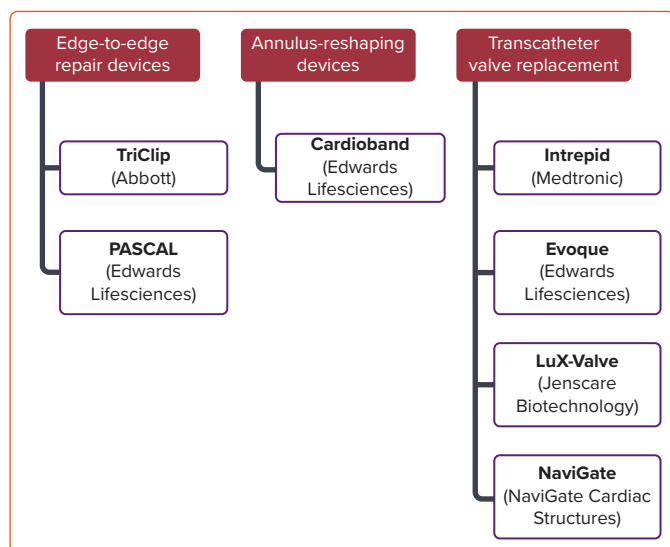 Edge-to-edge
repair devices
TriClip
(Abbott)
PASCAL
(Edwards
Lifesciences)
Annulus-reshaping
devices
Cardioband
(Edwards
Lifesciences)
Transcatheter
valve replacement
Intrepid
(Medtronic)
Evoque
(Edwards
Lifesciences)
LuX-Valve
(Jenscare
Biotechnology)
NaviGate
(NaviGate Cardiac
Structures)